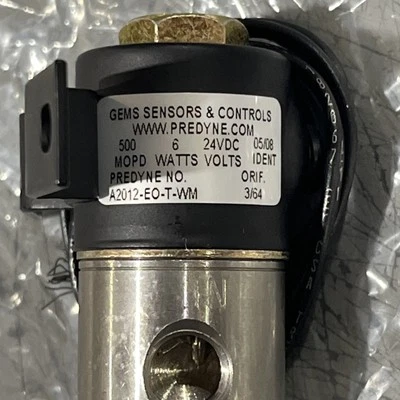 GEMS SENSORS & CONTROLS
WWW.PREDYNE.COM
500 6 24VDC 05/08
MOPD WATTS VOLTS IDENT
PREDYNE NO. ORIF.
A2012-EO-T-WM 3/64